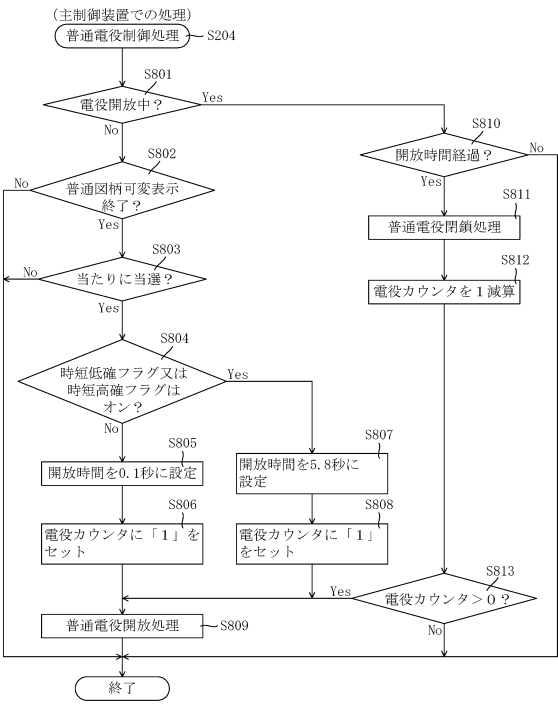 (主制御装置での処理)
普通電役制御処理
S204
S801
電役開放中?
Yes
No
S810
開放時間経過?
No
Yes
S802
普通図柄可変表示
終了?
No
Yes
S811
普通電役閉鎖処理
S803
当たりに当選?
No
Yes
S812
電役カウンタを1減算
S804
時短低確フラグ又は
時短高確フラグは
オン?
Yes
No
S805
開放時間を0.1秒に設定
S807
開放時間を5.8秒に
設定
S806
電役カウンタに「1」を
セット
S808
電役カウンタに「1」
をセット
S813
電役カウンタ>0?
Yes
No
普通電役開放処理
S809
終了